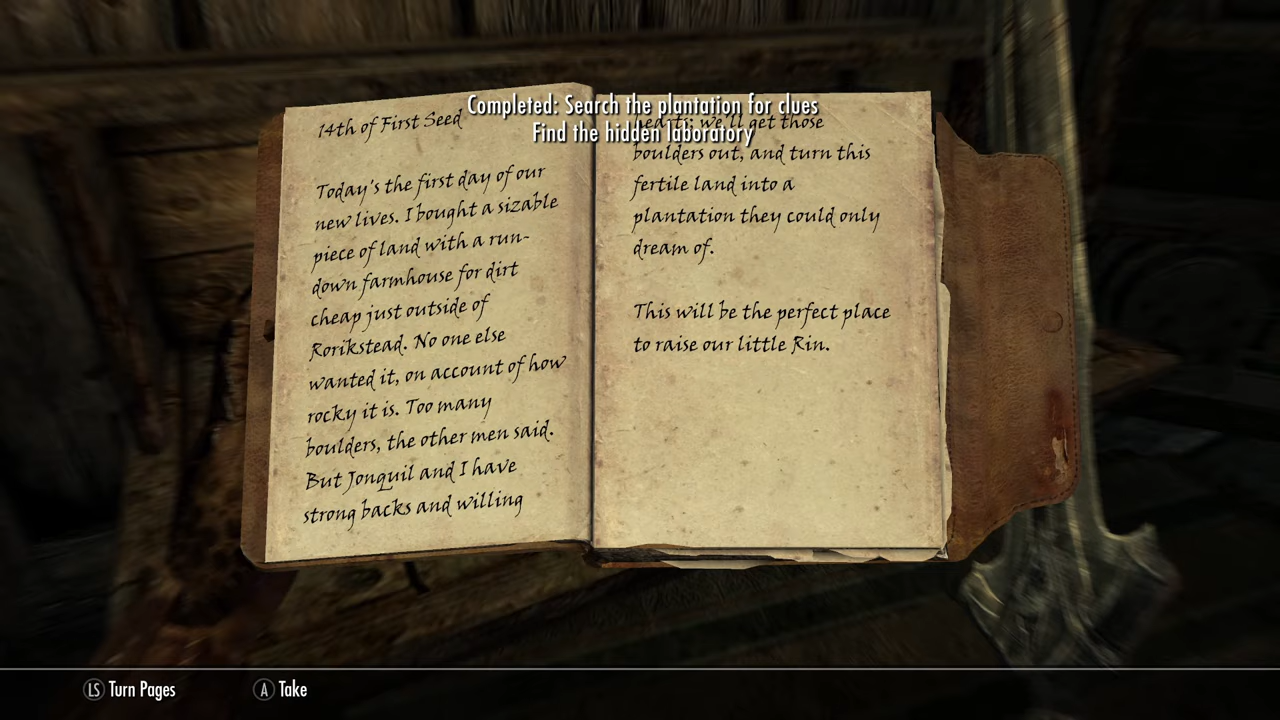 Completed: Search the plantation for clues
Find the hidden laboratory
14th of First Seed
Today's the first day of our
new lives. I bought a sizable
piece of land with a run-
down farmhouse for dirt
cheap just outside of
Rorikstead. No one else
wanted it, on account of how
rocky it is. Too many
boulders, the other men said.
But Jonquil and I have
strong backs and willing
hearts; we'll get those
boulders out, and turn this
fertile land into a
plantation they could only
dream of.
This will be the perfect place
to raise our little Rin.
LS Turn Pages
A Take